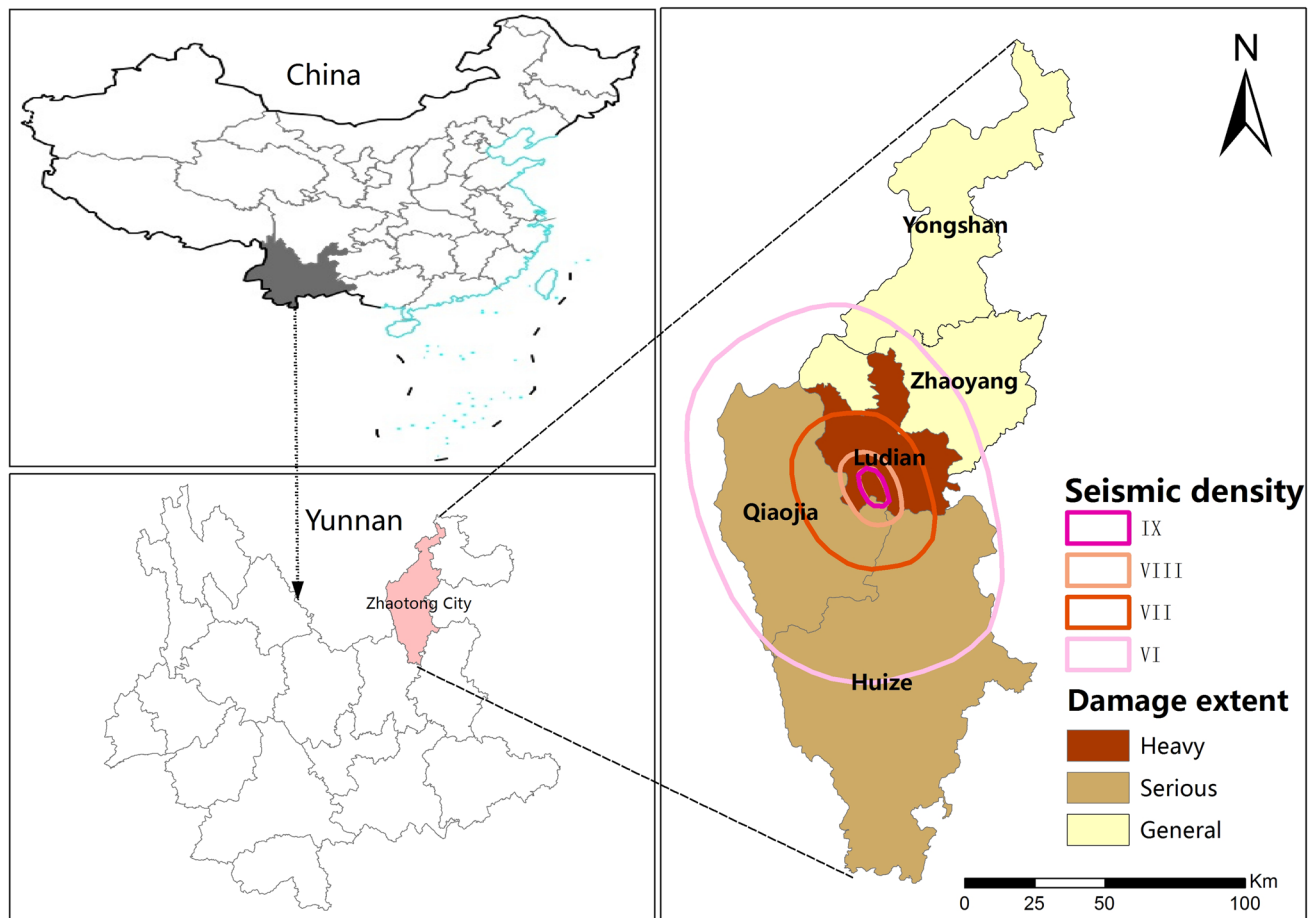 China
Yunnan
Zhaotong City
N
Yongshan
Zhaoyang
Ludian
Qiaojia
Huize
Seismic density
IX
VIII
VII
VI
Damage extent
Heavy
Serious
General
Km
0 25 50 100